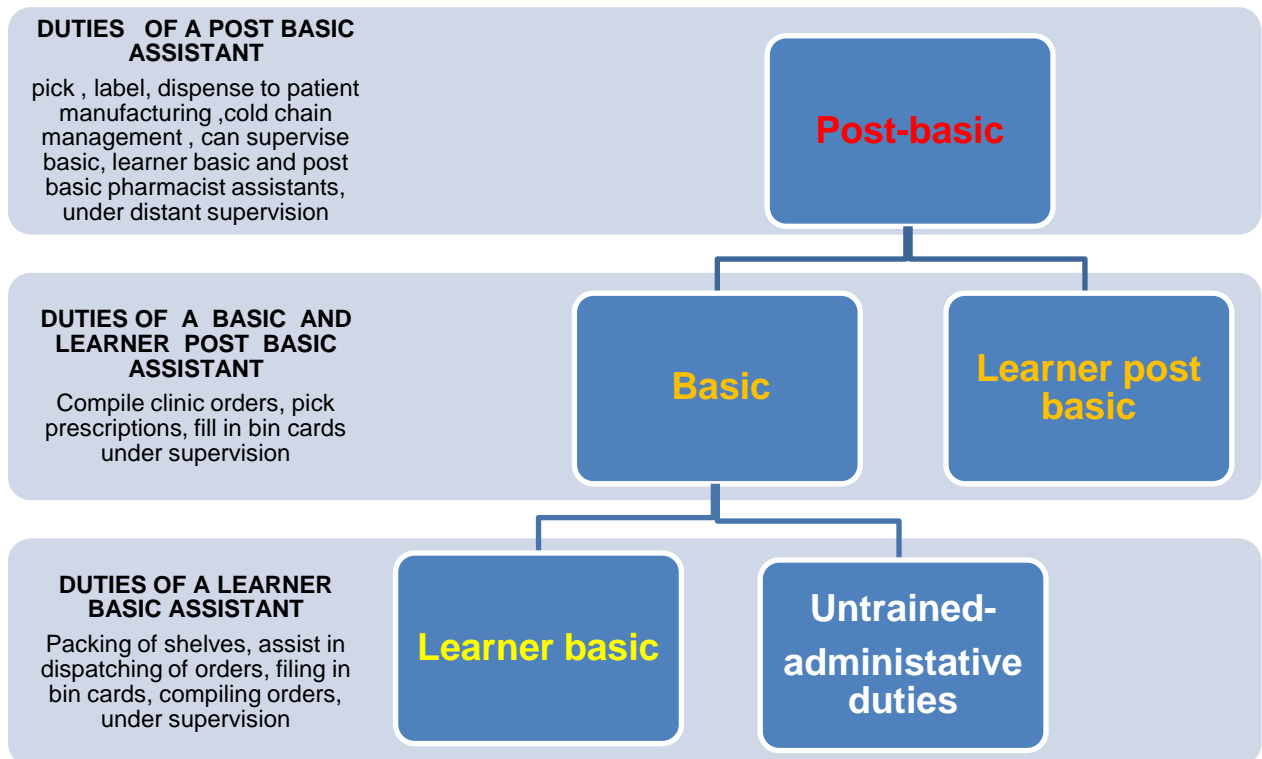 DUTIES OF A POST BASIC
ASSISTANT
pick , label, dispense to patient
manufacturing ,cold chain
management , can supervise
basic, learner basic and post
basic pharmacist assistants,
under distant supervision
Post-basic
DUTIES OF A BASIC AND
LEARNER POST BASIC
ASSISTANT
Compile clinic orders, pick
prescriptions, fill in bin cards
under supervision
Basic
Learner post
basic
DUTIES OF A LEARNER
BASIC ASSISTANT
Packing of shelves, assist in
dispatching of orders, filing in
bin cards, compiling orders,
under supervision
Learner basic
Untrained-
administative
duties